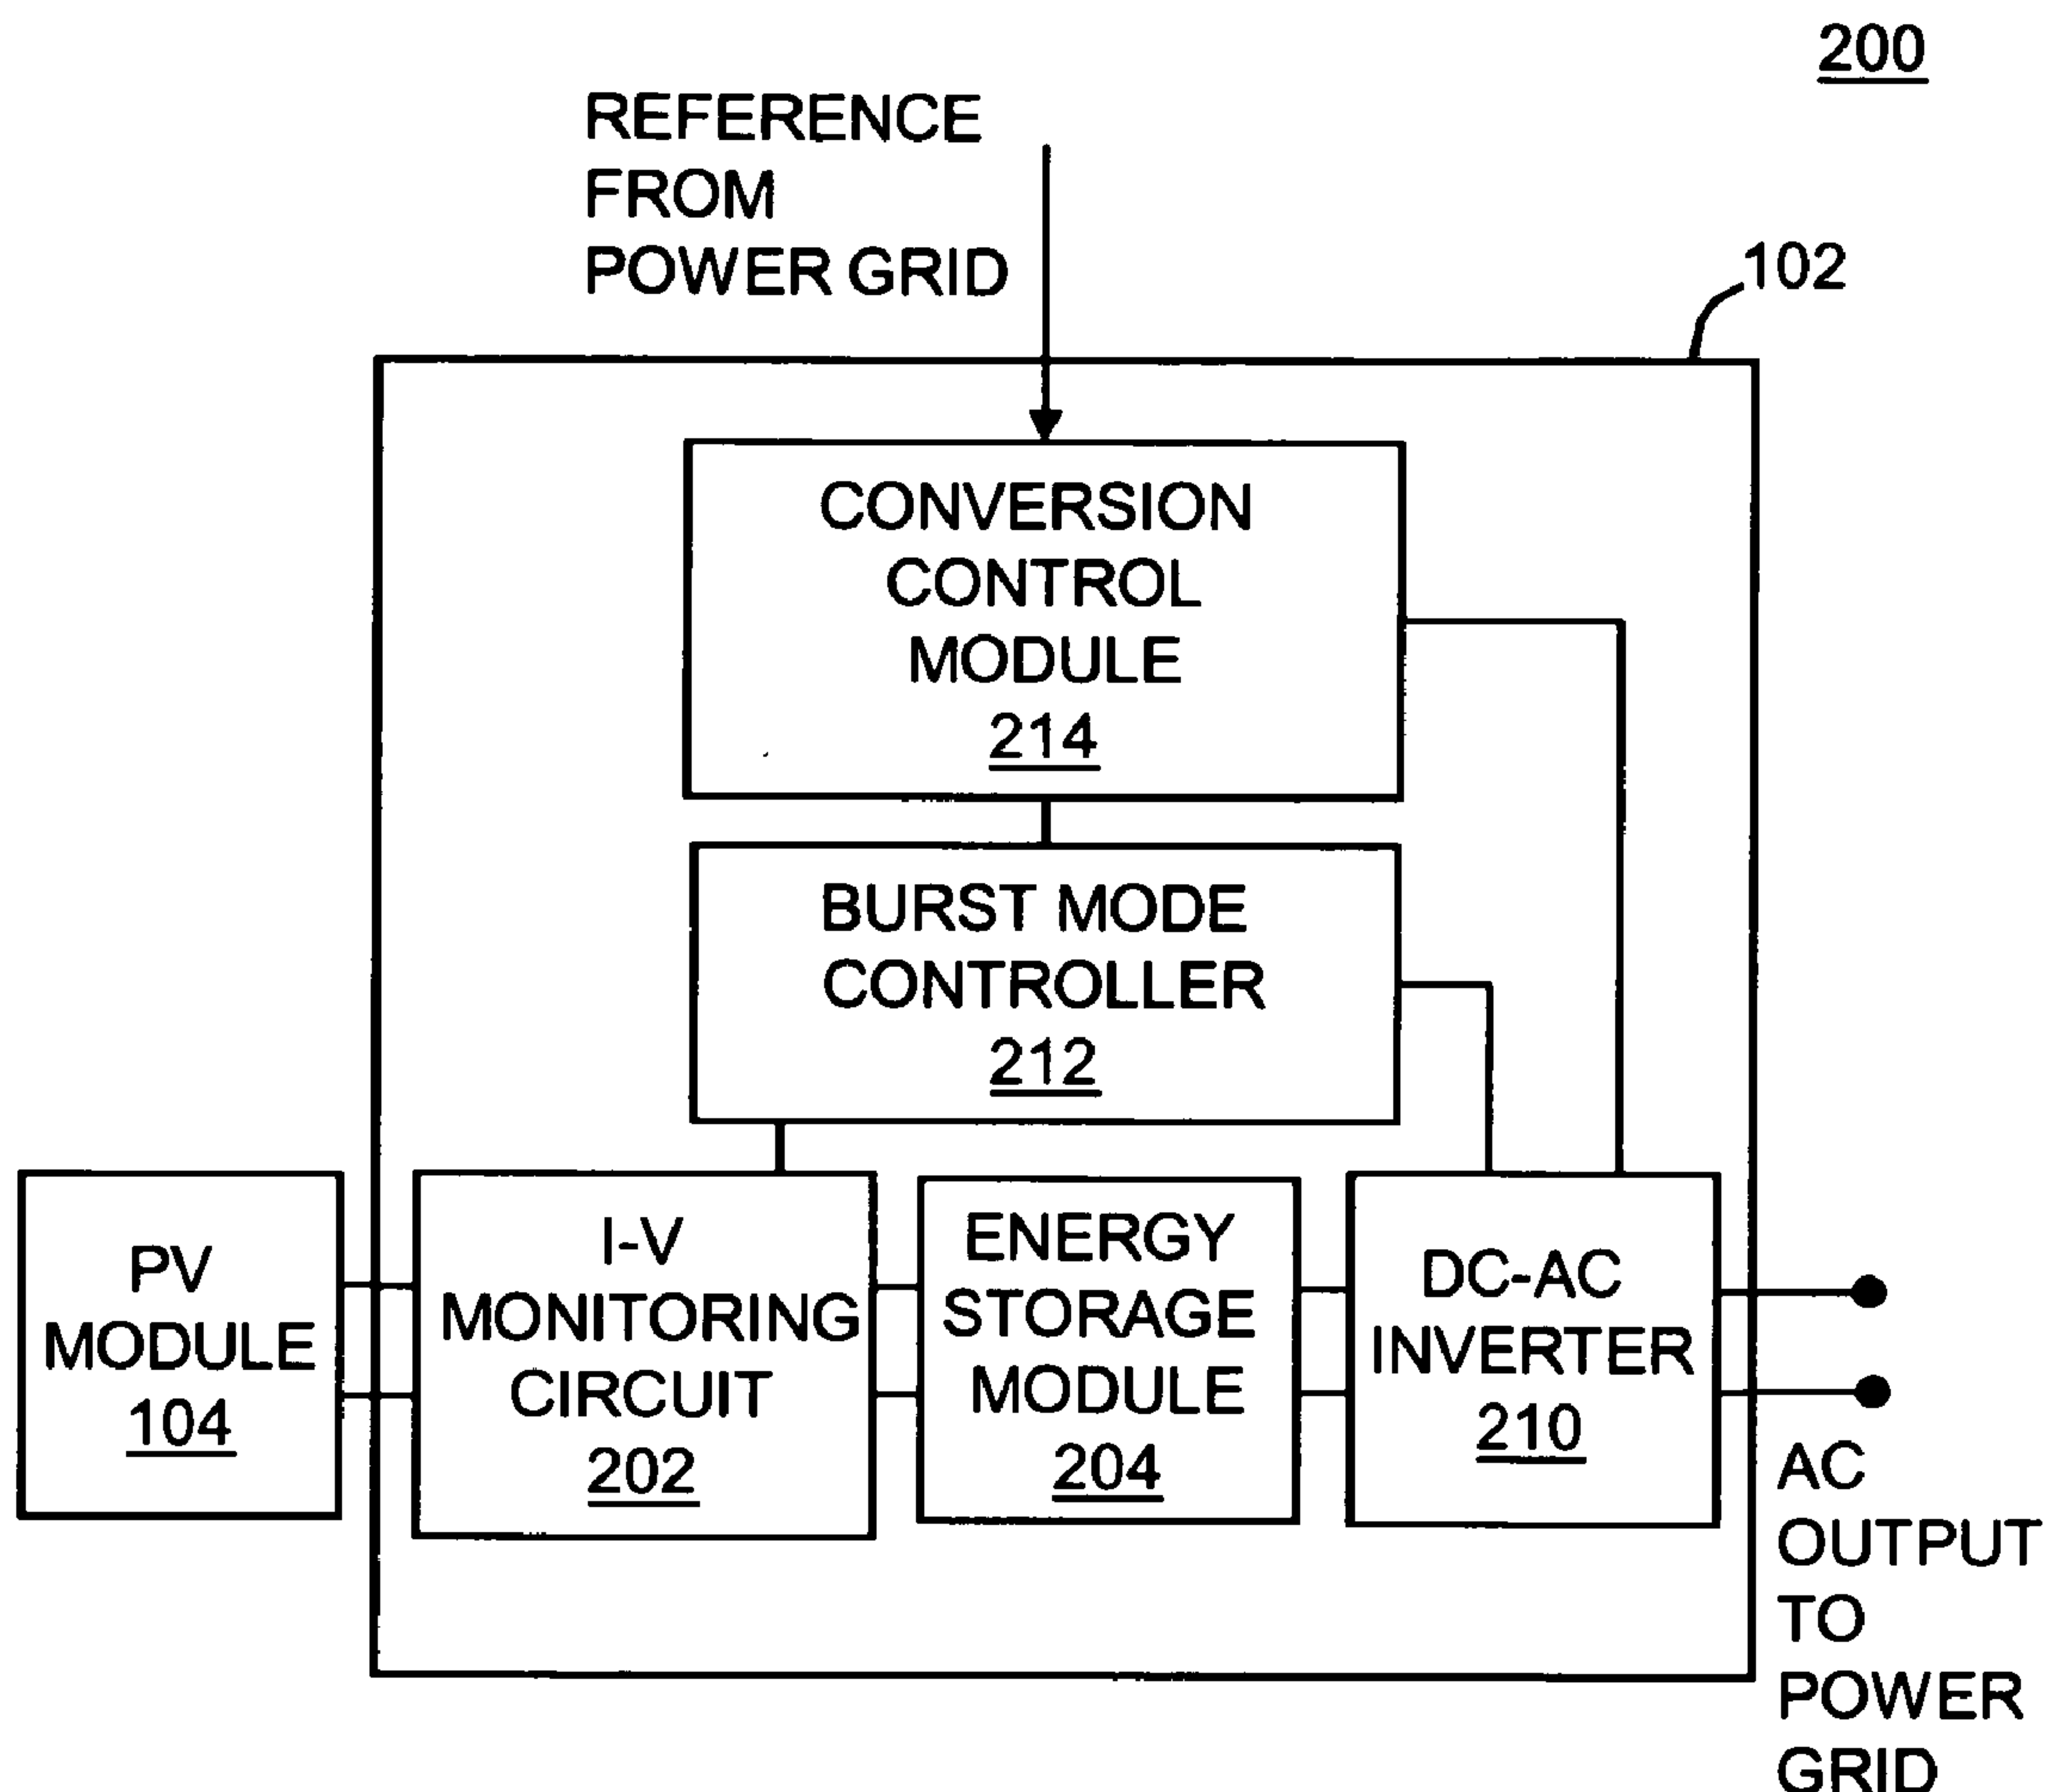 200
REFERENCE
FROM
POWER GRID
102
CONVERSION
CONTROL
MODULE
214
BURST MODE
CONTROLLER
212
PV
MODULE
104
I-V
MONITORING
CIRCUIT
202
ENERGY
STORAGE
MODULE
204
DC-AC
INVERTER
210
AC
OUTPUT
TO
POWER
GRID